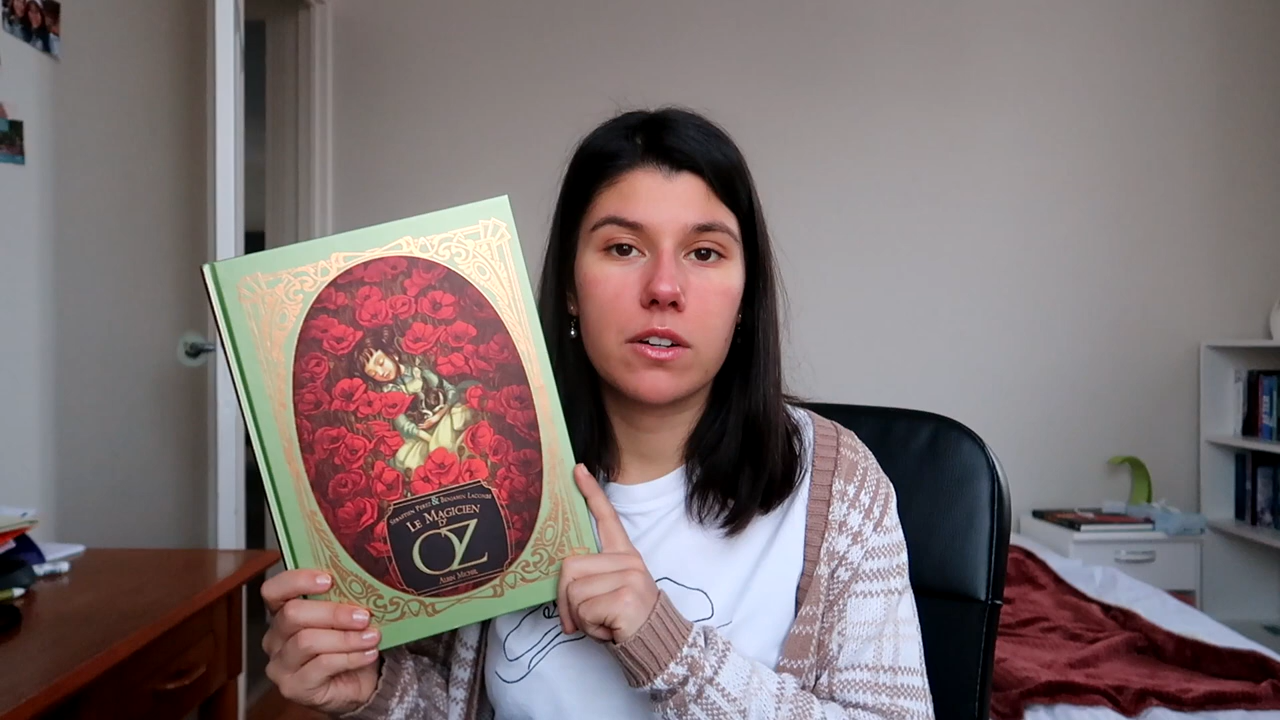 SÉBASTIEN PEREZ & BENJAMIN LACOMBE
LE MAGICIEN
D'
OZ
ALBIN MICHEL